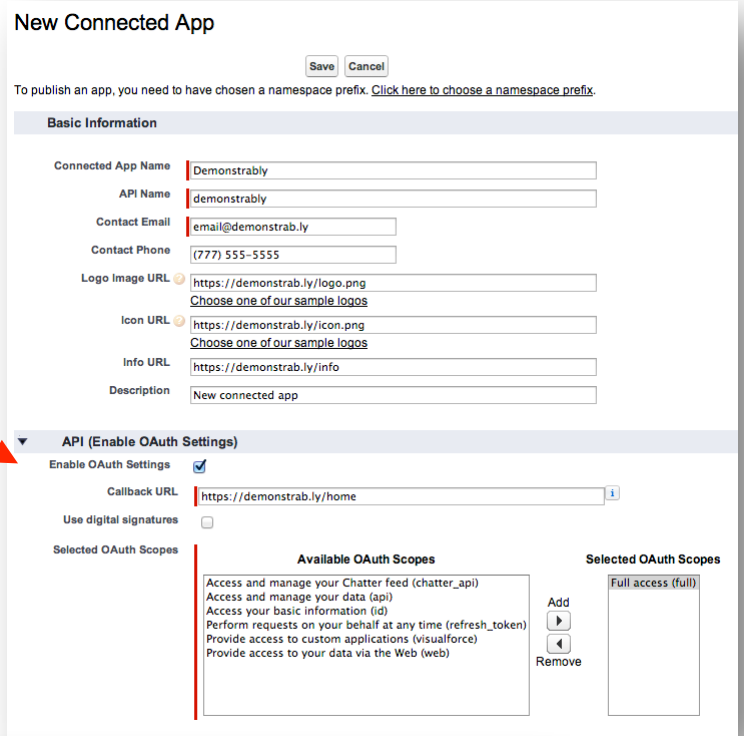 New Connected App
Save Cancel
To publish an app, you need to have chosen a namespace prefix. Click here to choose a namespace prefix.
Basic Information
Connected App Name Demonstrably
API Name demonstrably
Contact Email email@demonstrab.ly
Contact Phone (777) 555-5555
Logo Image URL ? https://demonstrab.ly/logo.png
Choose one of our sample logos
Icon URL ? https://demonstrab.ly/icon.png
Choose one of our sample logos
Info URL https://demonstrab.ly/info
Description New connected app
API (Enable OAuth Settings)
Enable OAuth Settings
Callback URL https://demonstrab.ly/home i
Use digital signatures
Selected OAuth Scopes
Available OAuth Scopes Selected OAuth Scopes
Access and manage your Chatter feed (chatter_api) Full access (full)
Access and manage your data (api)
Access your basic information (id)
Perform requests on your behalf at any time (refresh_token)
Provide access to custom applications (visualforce)
Provide access to your data via the Web (web)
Add
Remove